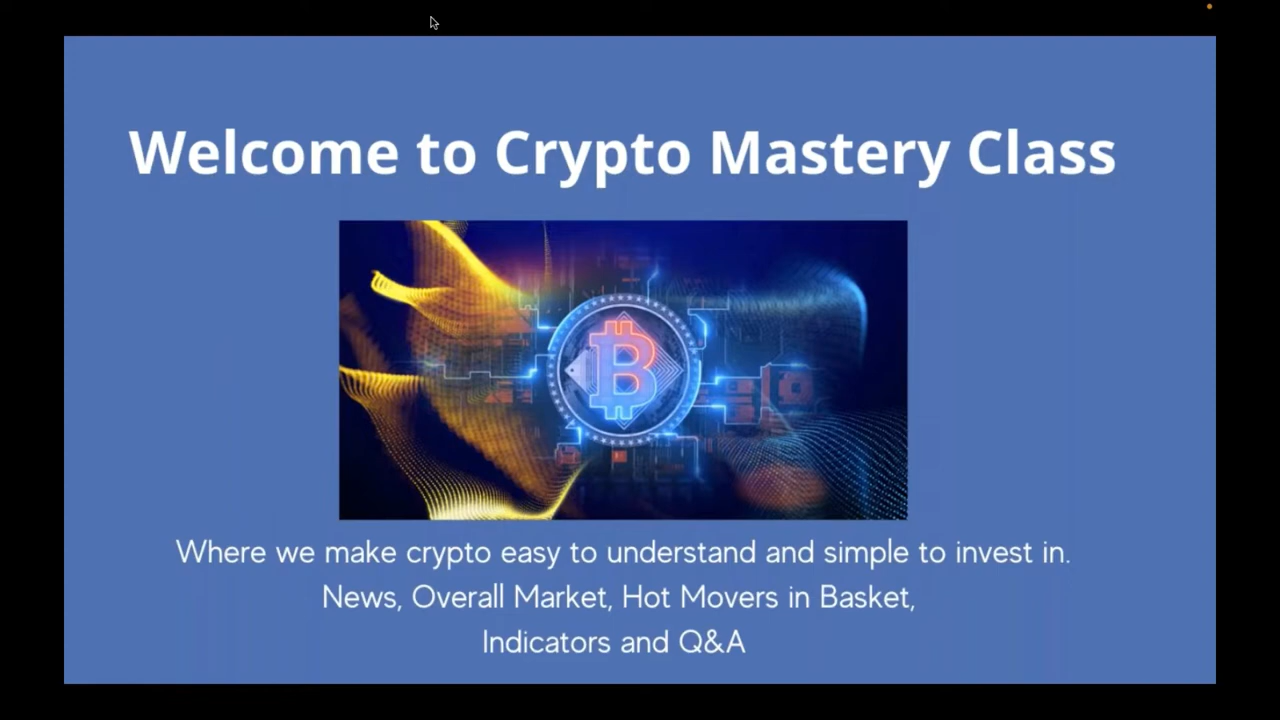 Welcome to Crypto Mastery Class
Where we make crypto easy to understand and simple to invest in.
News, Overall Market, Hot Movers in Basket,
Indicators and Q&A